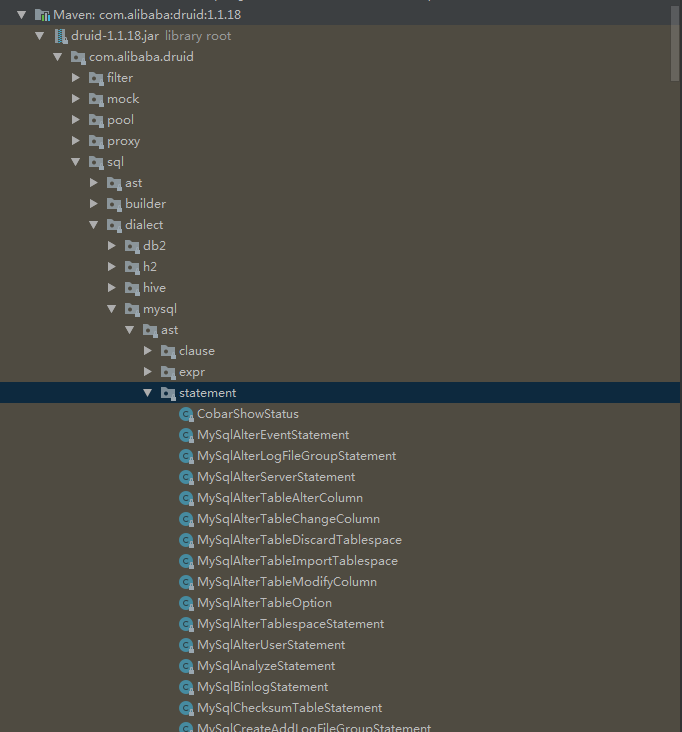 Maven: com.alibaba:druid:1.1.18
druid-1.1.18.jar library root
com.alibaba.druid
filter
mock
pool
proxy
sql
ast
builder
dialect
db2
h2
hive
mysql
ast
clause
expr
statement
CobarShowStatus
MySqlAlterEventStatement
MySqlAlterLogFileGroupStatement
MySqlAlterServerStatement
MySqlAlterTableAlterColumn
MySqlAlterTableChangeColumn
MySqlAlterTableDiscardTablespace
MySqlAlterTableImportTablespace
MySqlAlterTableModifyColumn
MySqlAlterTableOption
MySqlAlterTablespaceStatement
MySqlAlterUserStatement
MySqlAnalyzeStatement
MySqlBinlogStatement
MySqlChecksumTableStatement
MySqlCreateAddLogFileGroupStatement